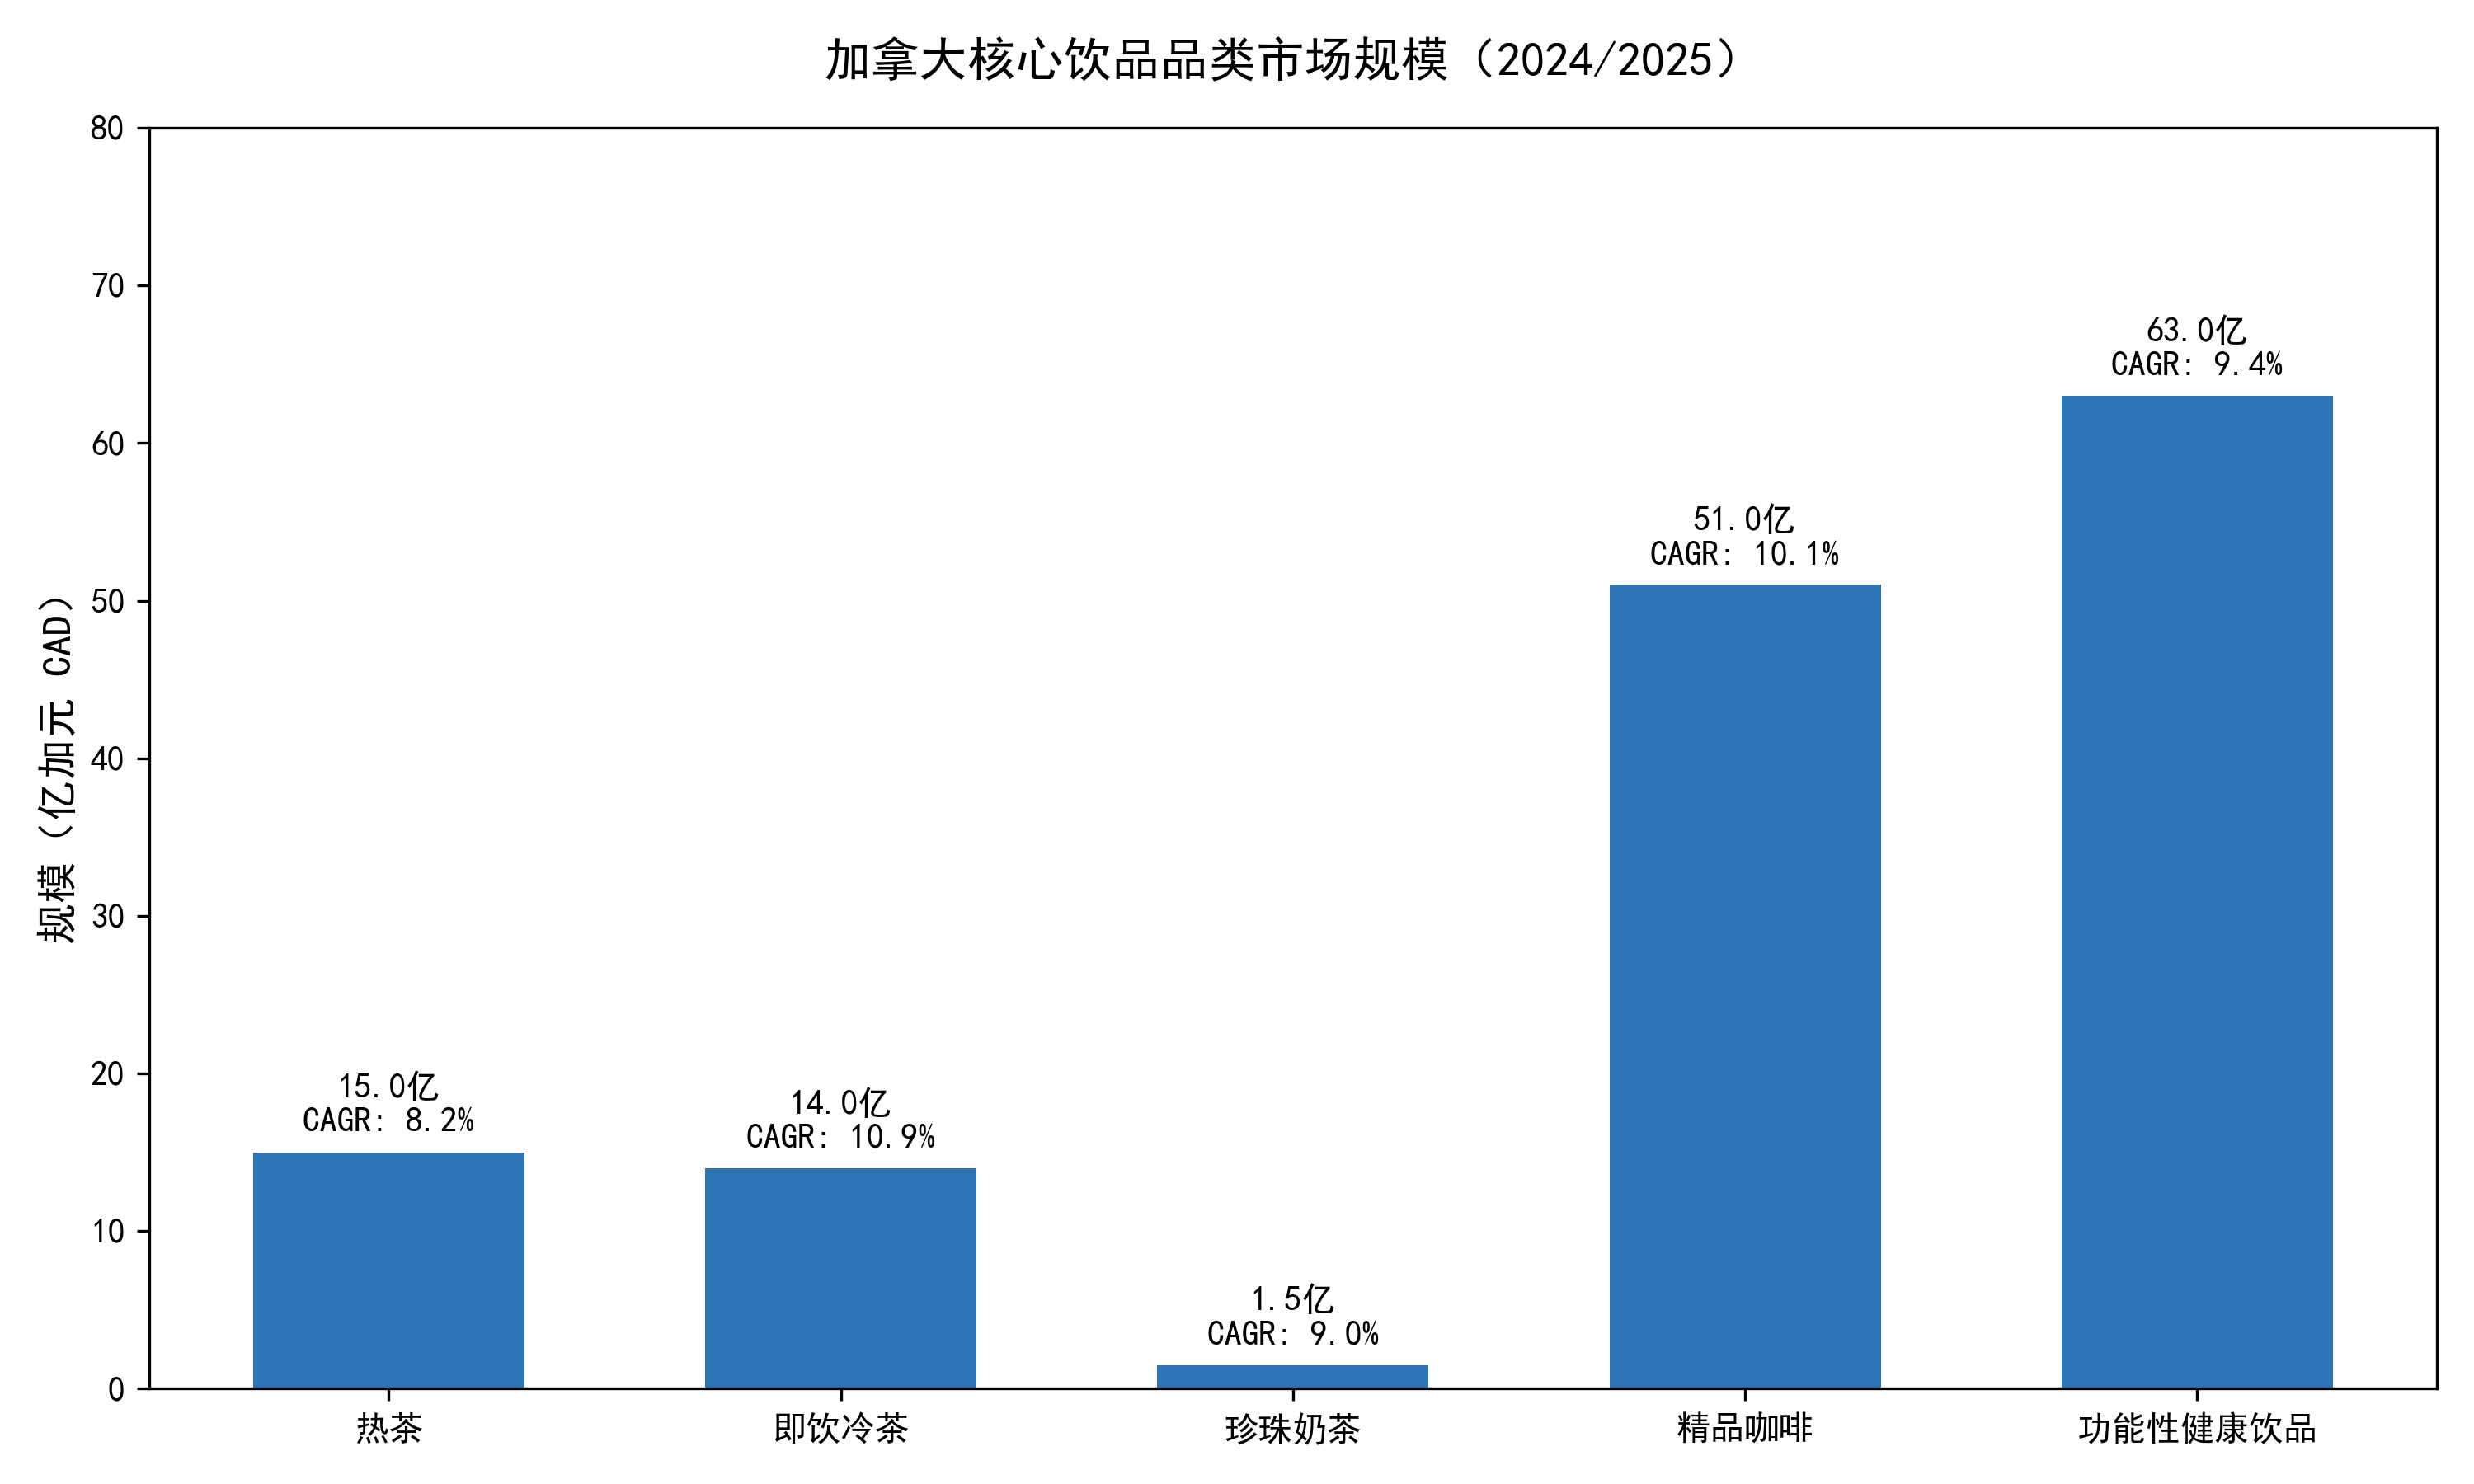 加拿大核心饮品品类市场规模（2024/2025）
规模（亿加元 CAD）
80
70
60
50
40
30
20
10
0
15.0亿
CAGR: 8.2%
14.0亿
CAGR: 10.9%
1.5亿
CAGR: 9.0%
51.0亿
CAGR: 10.1%
63.0亿
CAGR: 9.4%
热茶
即饮冷茶
珍珠奶茶
精品咖啡
功能性健康饮品